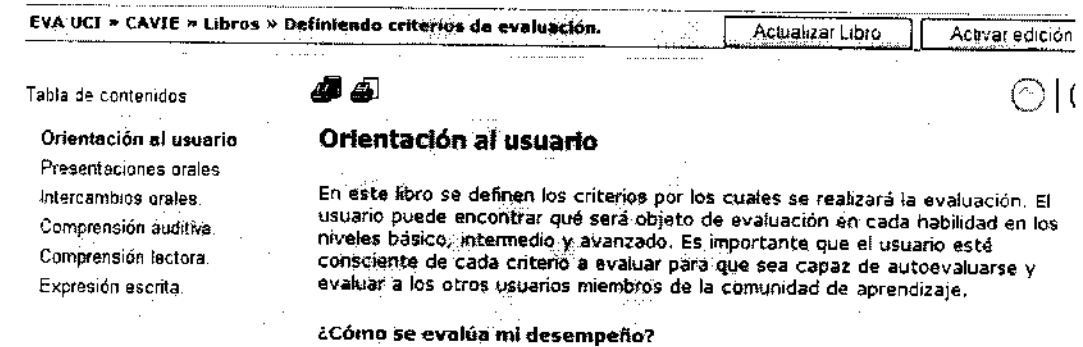 EVA UCI » CAVIE » Libros » Definiendo criterios de evaluación.
Actualizar Libro
Activar edición
Tabla de contenidos
Orientación al usuario
Presentaciones orales
Intercambios orales.
Comprensión auditiva.
Comprensión lectora.
Expresión escrita.
Orientación al usuario
En este libro se definen los criterios por los cuales se realizará la evaluación. El
usuario puede encontrar qué será objeto de evaluación en cada habilidad en los
niveles básico, intermedio y avanzado. Es importante que el usuario esté
consciente de cada criterio a evaluar para que sea capaz de autoevaluarse y
evaluar a los otros usuarios miembros de la comunidad de aprendizaje.
¿Cómo se evalúa mi desempeño?